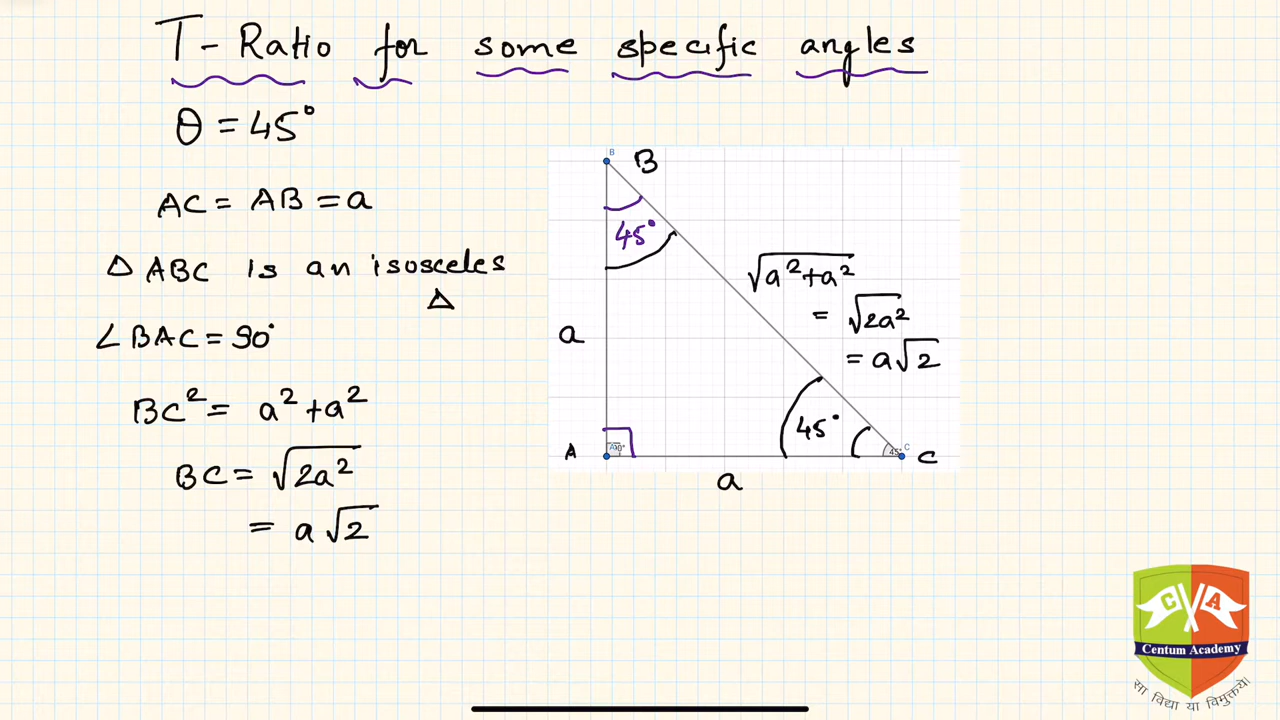 T-Ratio for some specific angles
θ = 45°
AC = AB = a
△ ABC is an isosceles
△
∠BAC = 90°
BC² = a² + a²
BC = √2a²
= a√2
B
B
45°
√a²+a²
= √2a²
= a√2
a
45°
A
C
45°
C
a
C A
Centum Academy
सा विद्या या विमुक्तये।